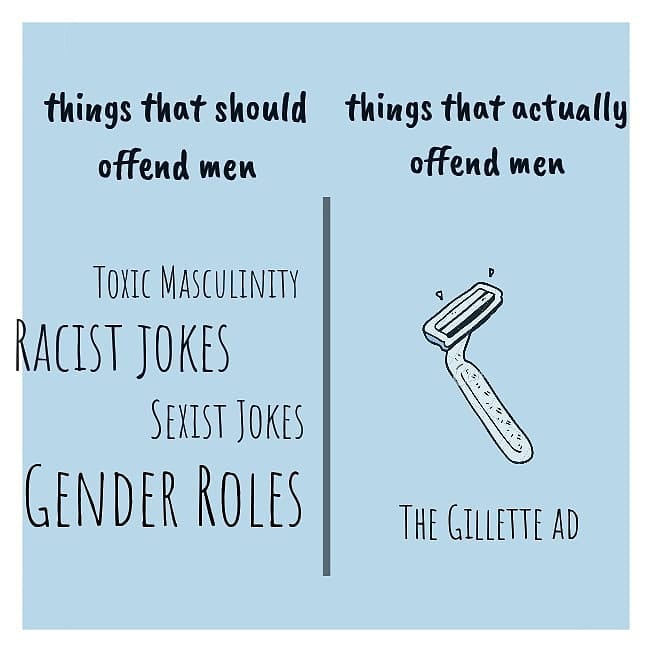 things that should
offend men
Toxic Masculinity
Racist jokes
Sexist Jokes
Gender Roles
things that actually
offend men
The Gillette ad